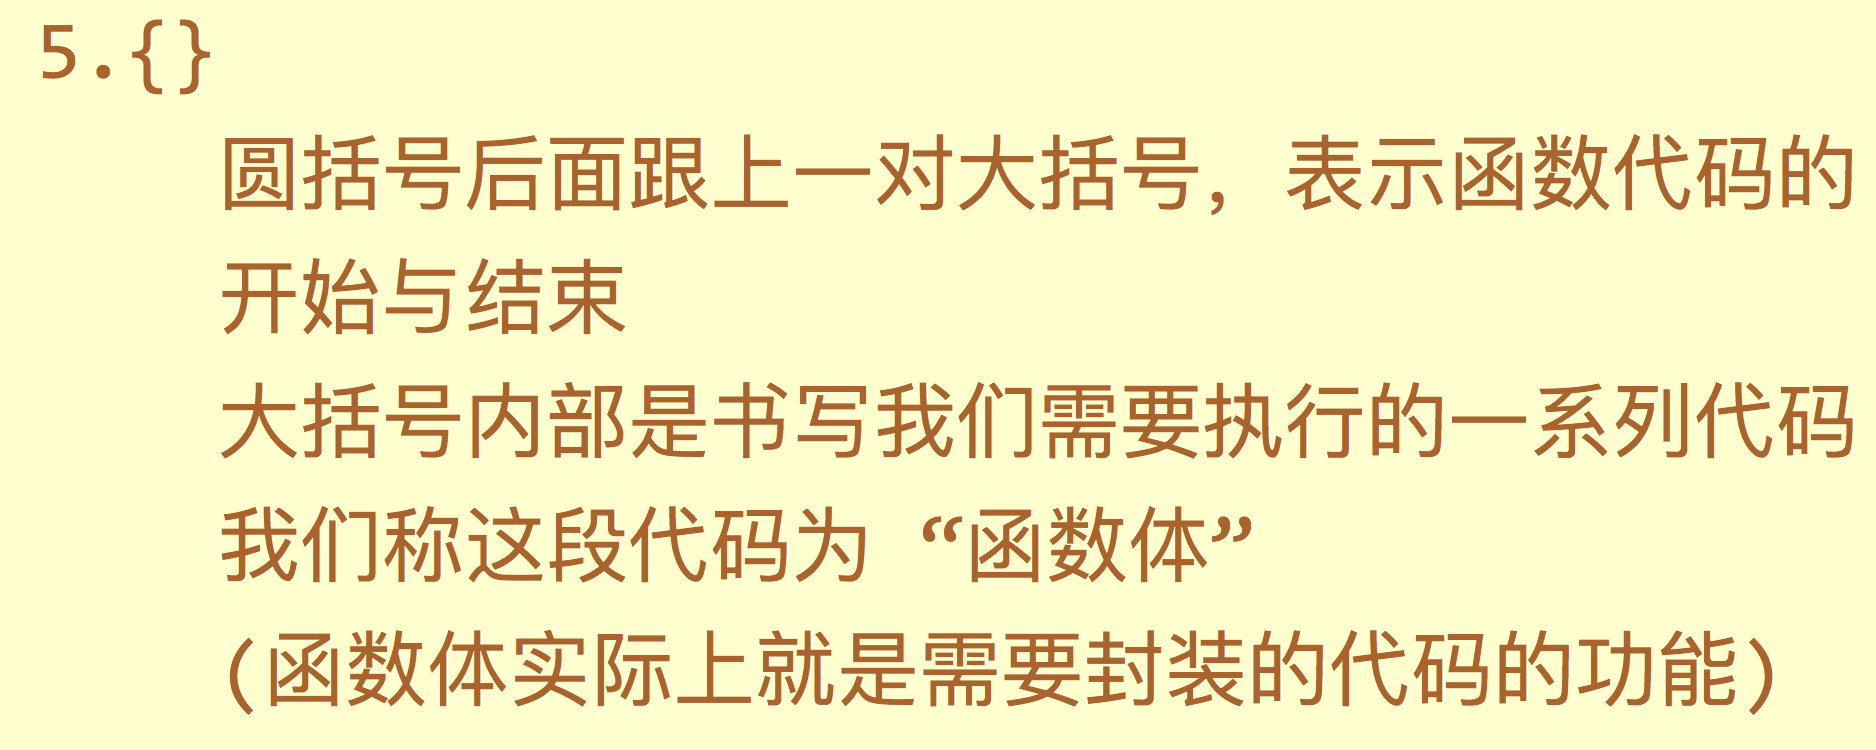 5.{}
圆括号后面跟上一对大括号，表示函数代码的
开始与结束
大括号内部是书写我们需要执行的一系列代码
我们称这段代码为 “函数体”
(函数体实际上就是需要封装的代码的功能)